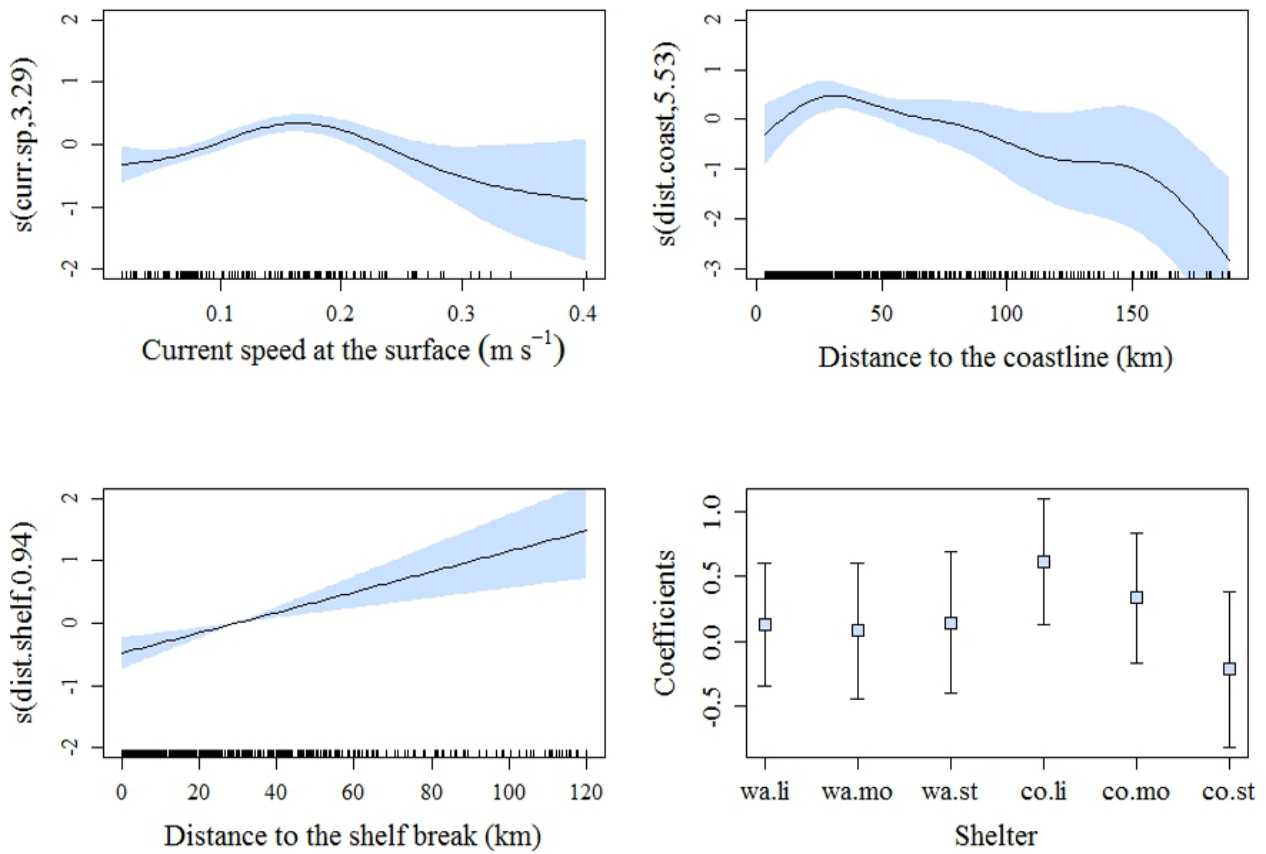 s(curr.sp,3.29)
2
1
0
-1
-2
0.1 0.2 0.3 0.4
Current speed at the surface (m s−1)
s(dist.coast,5.53)
2
1
0
-1
-2
-3
0 50 100 150
Distance to the coastline (km)
s(dist.shelf,0.94)
2
1
0
-1
-2
0 20 40 60 80 100 120
Distance to the shelf break (km)
Coefficients
1.0
0.5
0.0
-0.5
wa.li wa.mo wa.st co.li co.mo co.st
Shelter